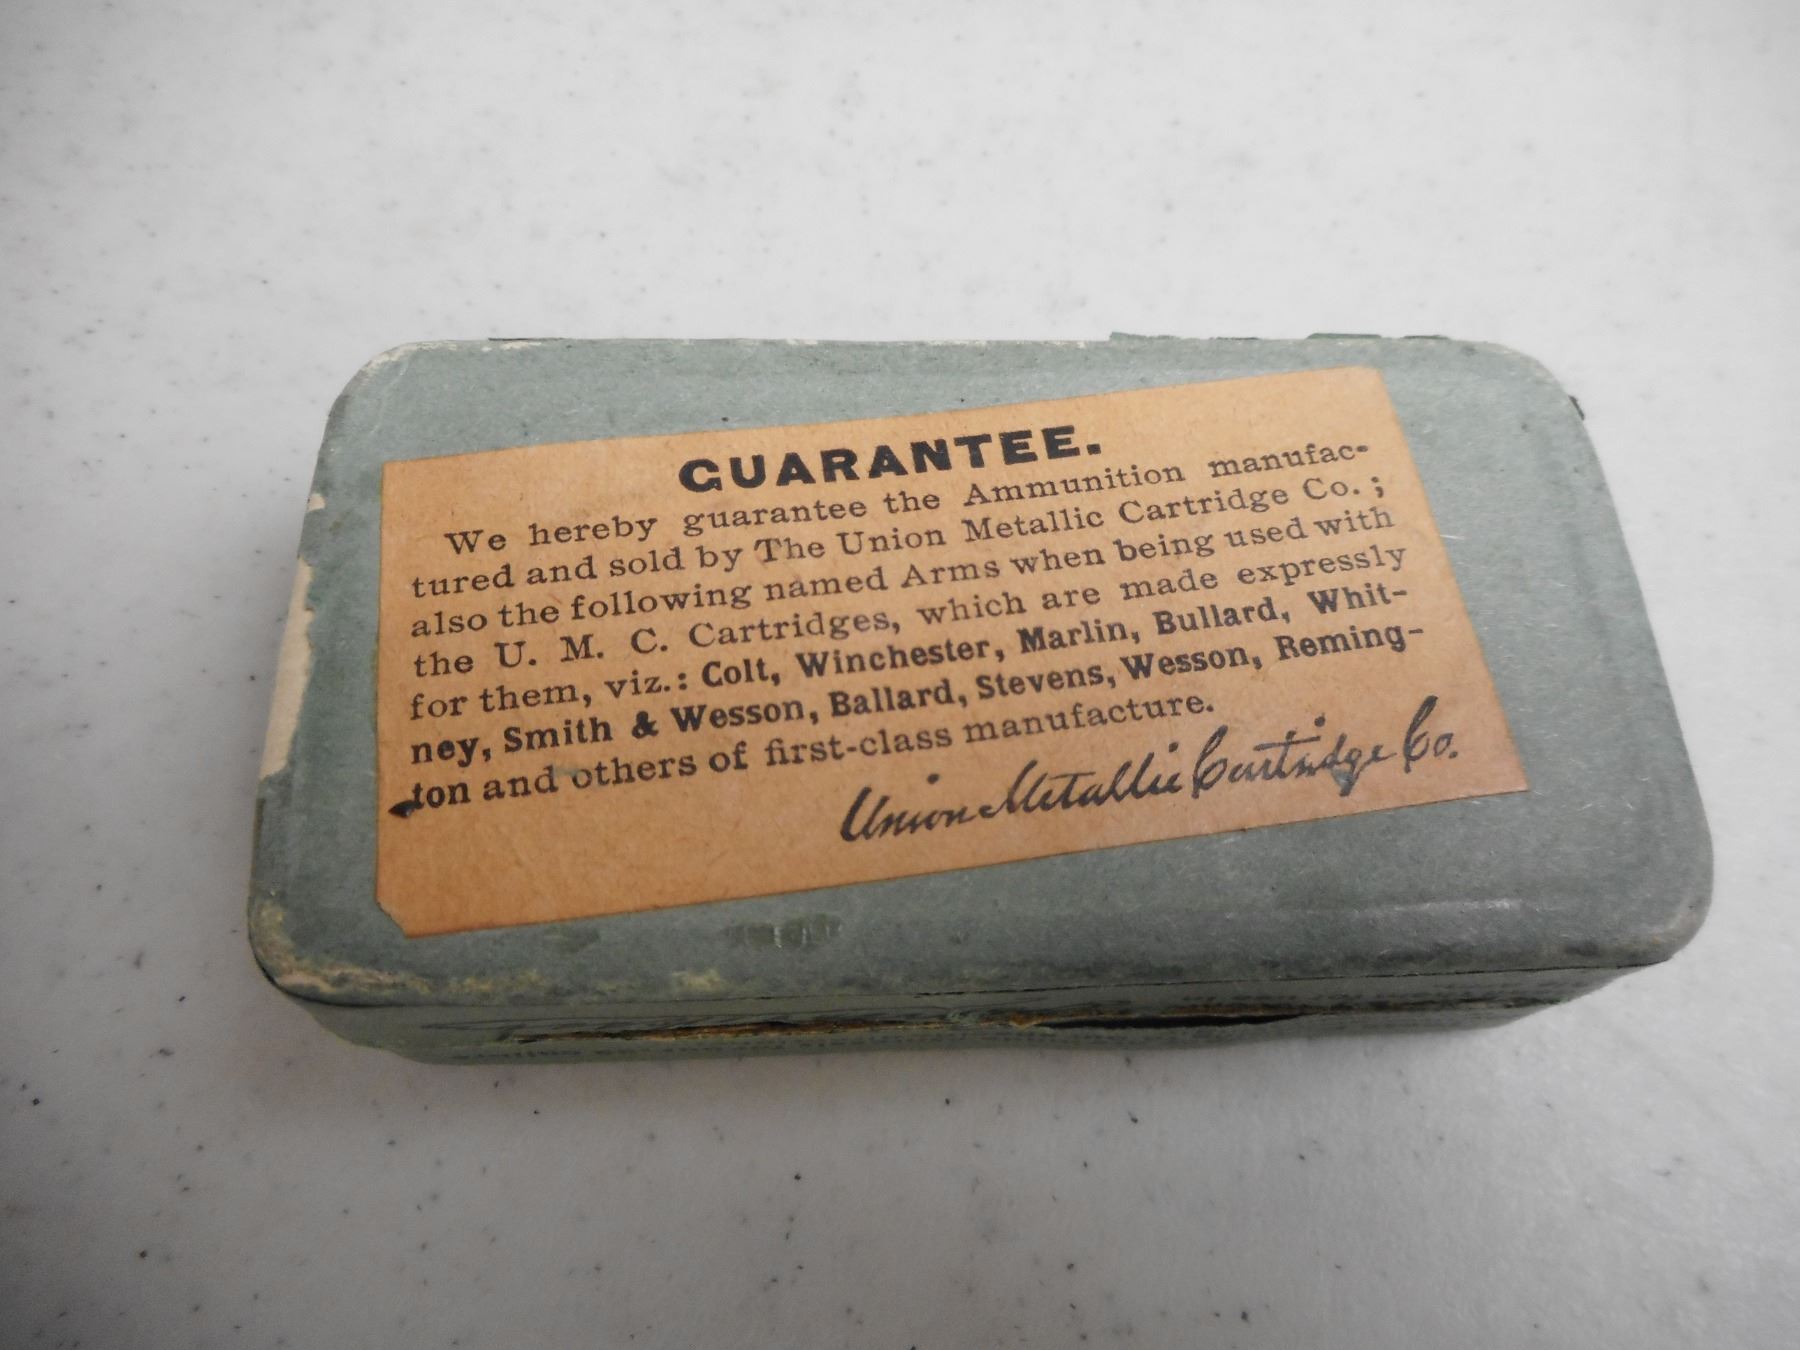 GUARANTEE.
We hereby guarantee the Ammunition manufac-
tured and sold by The Union Metallic Cartridge Co. ;
also the following named Arms when being used with
the U. M. C. Cartridges, which are made expressly
for them, viz.: Colt, Winchester, Marlin, Bullard, Whit-
ney, Smith & Wesson, Ballard, Stevens, Wesson, Reming-
ton and others of first-class manufacture.
Union Metallic Cartridge Co.